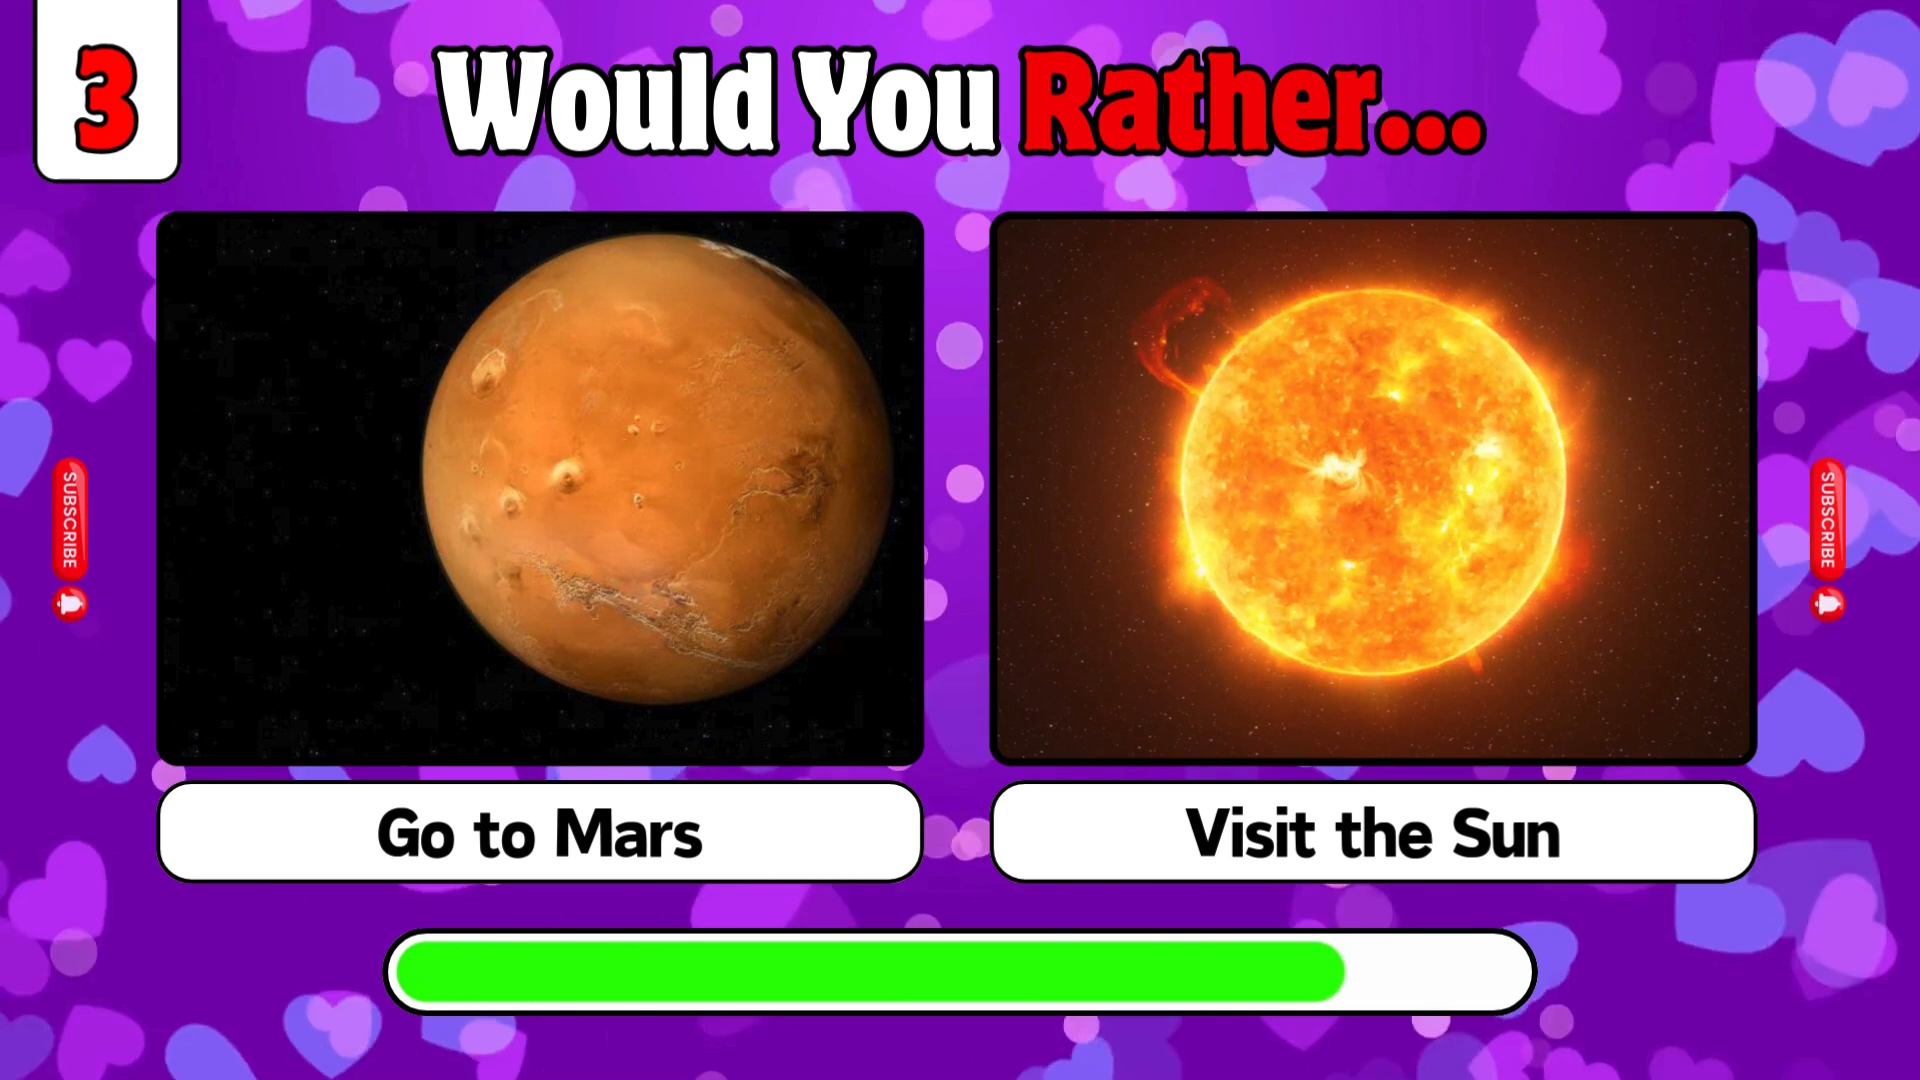 3
Would You Rather...
SUBSCRIBE
SUBSCRIBE
Go to Mars
Visit the Sun